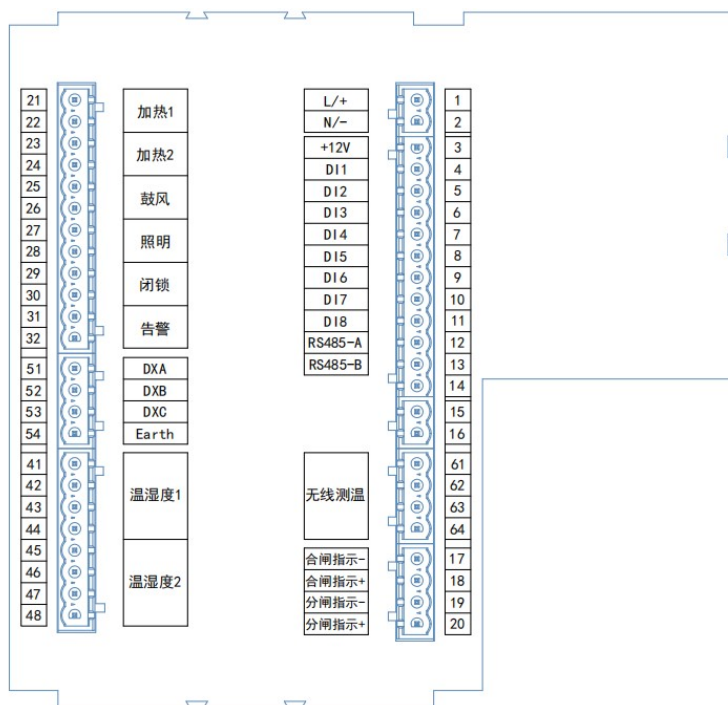 21 加热1 L/+ 1
22 N/- 2
23 加热2 +12V 3
24 DI1 4
25 鼓风 DI2 5
26 DI3 6
27 照明 DI4 7
28 DI5 8
29 闭锁 DI6 9
30 DI7 10
31 告警 DI8 11
32 RS485-A 12
51 DXA RS485-B 13
52 DXB 14
53 DXC 15
54 Earth 16
41 温湿度1 无线测温 61
42 62
43 63
44 64
45 温湿度2 合闸指示- 17
46 合闸指示+ 18
47 分闸指示- 19
48 分闸指示+ 20